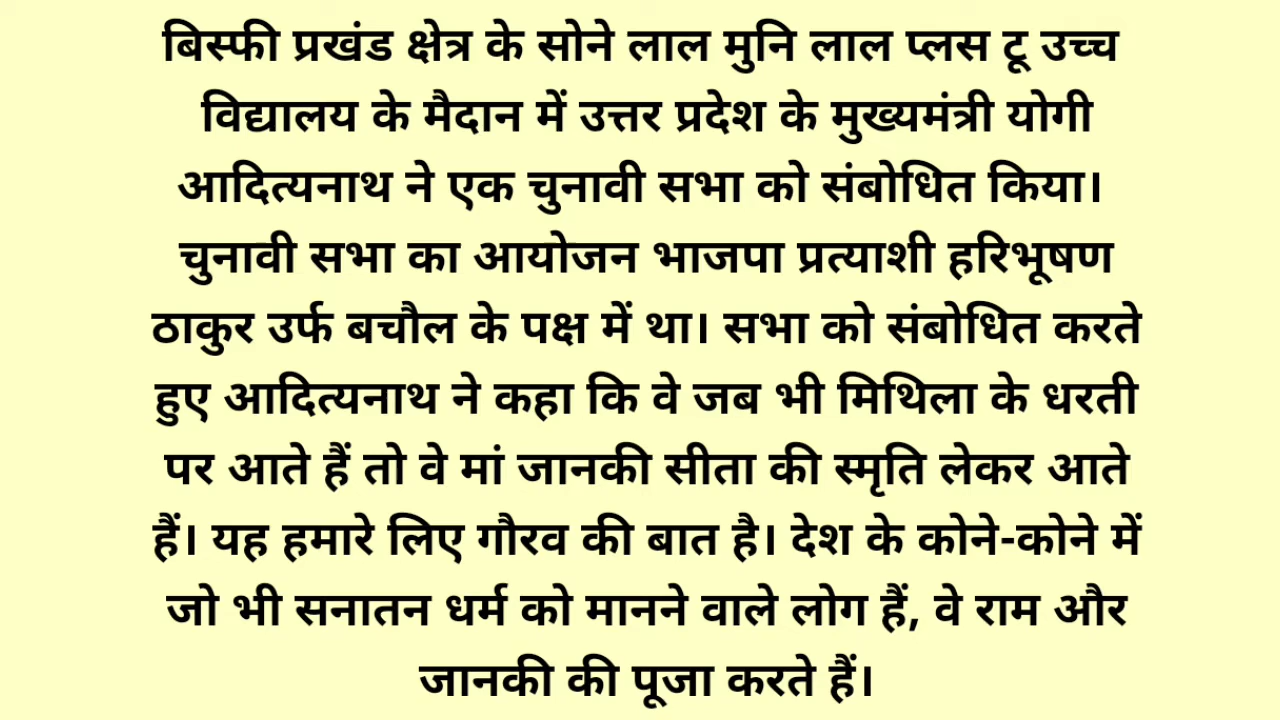 बिस्फी प्रखंड क्षेत्र के सोने लाल मुनि लाल प्लस टू उच्च
विद्यालय के मैदान में उत्तर प्रदेश के मुख्यमंत्री योगी
आदित्यनाथ ने एक चुनावी सभा को संबोधित किया।
चुनावी सभा का आयोजन भाजपा प्रत्याशी हरिभूषण
ठाकुर उर्फ बचौल के पक्ष में था। सभा को संबोधित करते
हुए आदित्यनाथ ने कहा कि वे जब भी मिथिला के धरती
पर आते हैं तो वे मां जानकी सीता की स्मृति लेकर आते
हैं। यह हमारे लिए गौरव की बात है। देश के कोने-कोने में
जो भी सनातन धर्म को मानने वाले लोग हैं, वे राम और
जानकी की पूजा करते हैं।